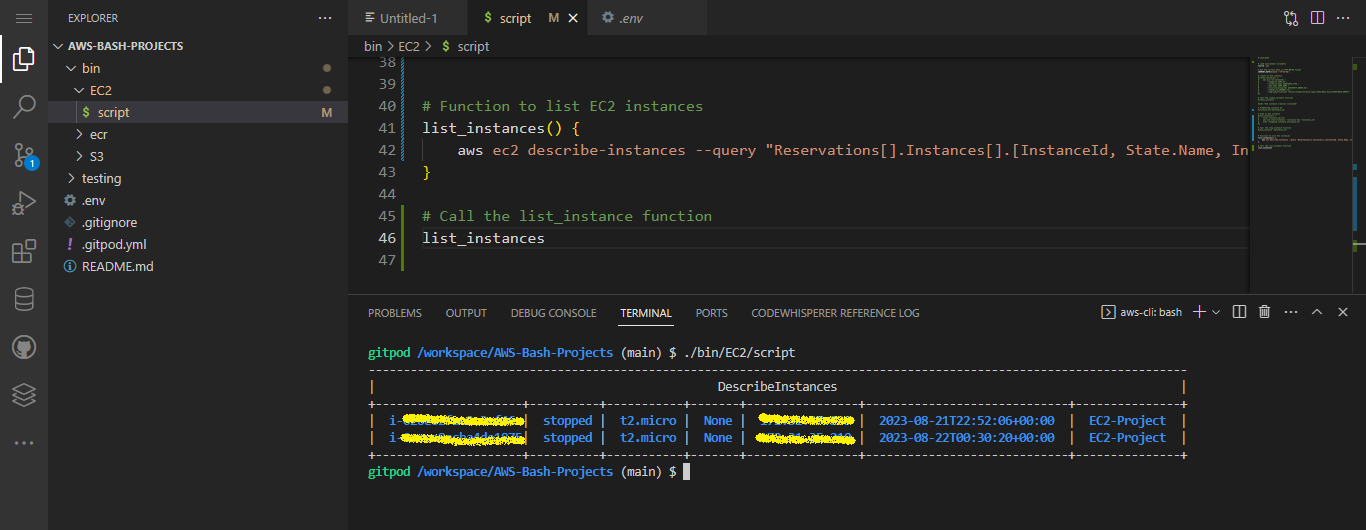 EXPLORER
AWS-BASH-PROJECTS
bin
EC2
$ script M
ecr
S3
testing
.env
.gitignore
! .gitpod.yml
README.md
1
Untitled-1
$ script M
.env
bin > EC2 > $ script
38
39
40 # Function to list EC2 instances
41 list_instances() {
42 aws ec2 describe-instances --query "Reservations[].Instances[].[InstanceId, State.Name, In
43 }
44
45 # Call the list_instance function
46 list_instances
47
PROBLEMS OUTPUT DEBUG CONSOLE TERMINAL PORTS CODEWHISPERER REFERENCE LOG
aws-cli: bash
gitpod /workspace/AWS-Bash-Projects (main) $ ./bin/EC2/script
DescribeInstances
i- | stopped | t2.micro | None | | 2023-08-21T22:52:06+00:00 | EC2-Project
i- | stopped | t2.micro | None | | 2023-08-22T00:30:20+00:00 | EC2-Project
gitpod /workspace/AWS-Bash-Projects (main) $